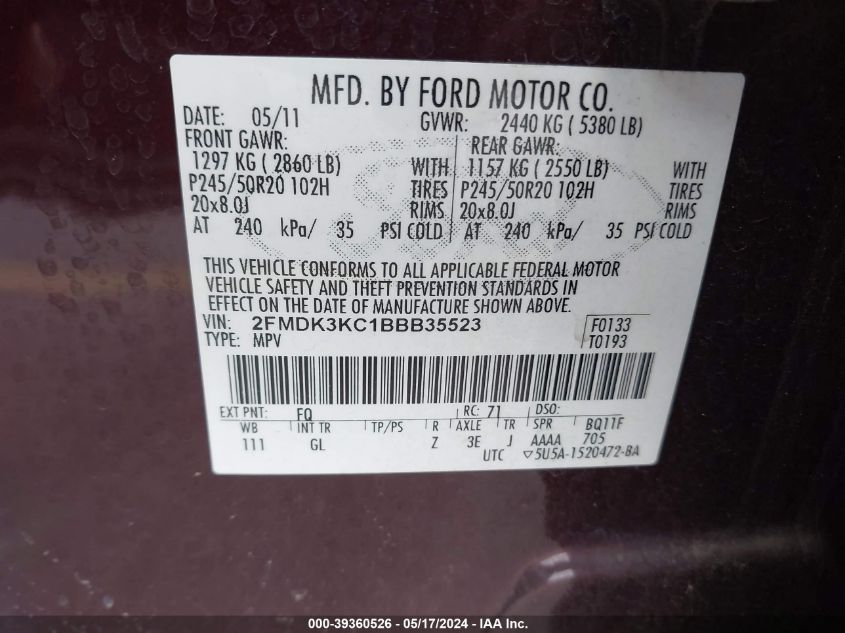 MFD. BY FORD MOTOR CO.
DATE: 05/11 GVWR: 2440 KG ( 5380 LB)
FRONT GAWR: REAR GAWR:
1297 KG ( 2860 LB) WITH 1157 KG ( 2550 LB) WITH
P245/50R20 102H TIRES P245/50R20 102H TIRES
20x8.0J RIMS 20x8.0J RIMS
AT 240 kPa/ 35 PSI COLD AT 240 kPa/ 35 PSI COLD
THIS VEHICLE CONFORMS TO ALL APPLICABLE FEDERAL MOTOR
VEHICLE SAFETY AND THEFT PREVENTION STANDARDS IN
EFFECT ON THE DATE OF MANUFACTURE SHOWN ABOVE.
VIN: 2FMDK3KC1BBB35523 F0133
TYPE: MPV T0193
EXT PNT: FQ RC: 71 DSO:
WB INT TR TP/PS R AXLE TR SPR BQ11F
111 GL Z 3E J AAAA 705
UTC ▽5U5A-1520472-BA
000-39360526 - 05/17/2024 - IAA Inc.